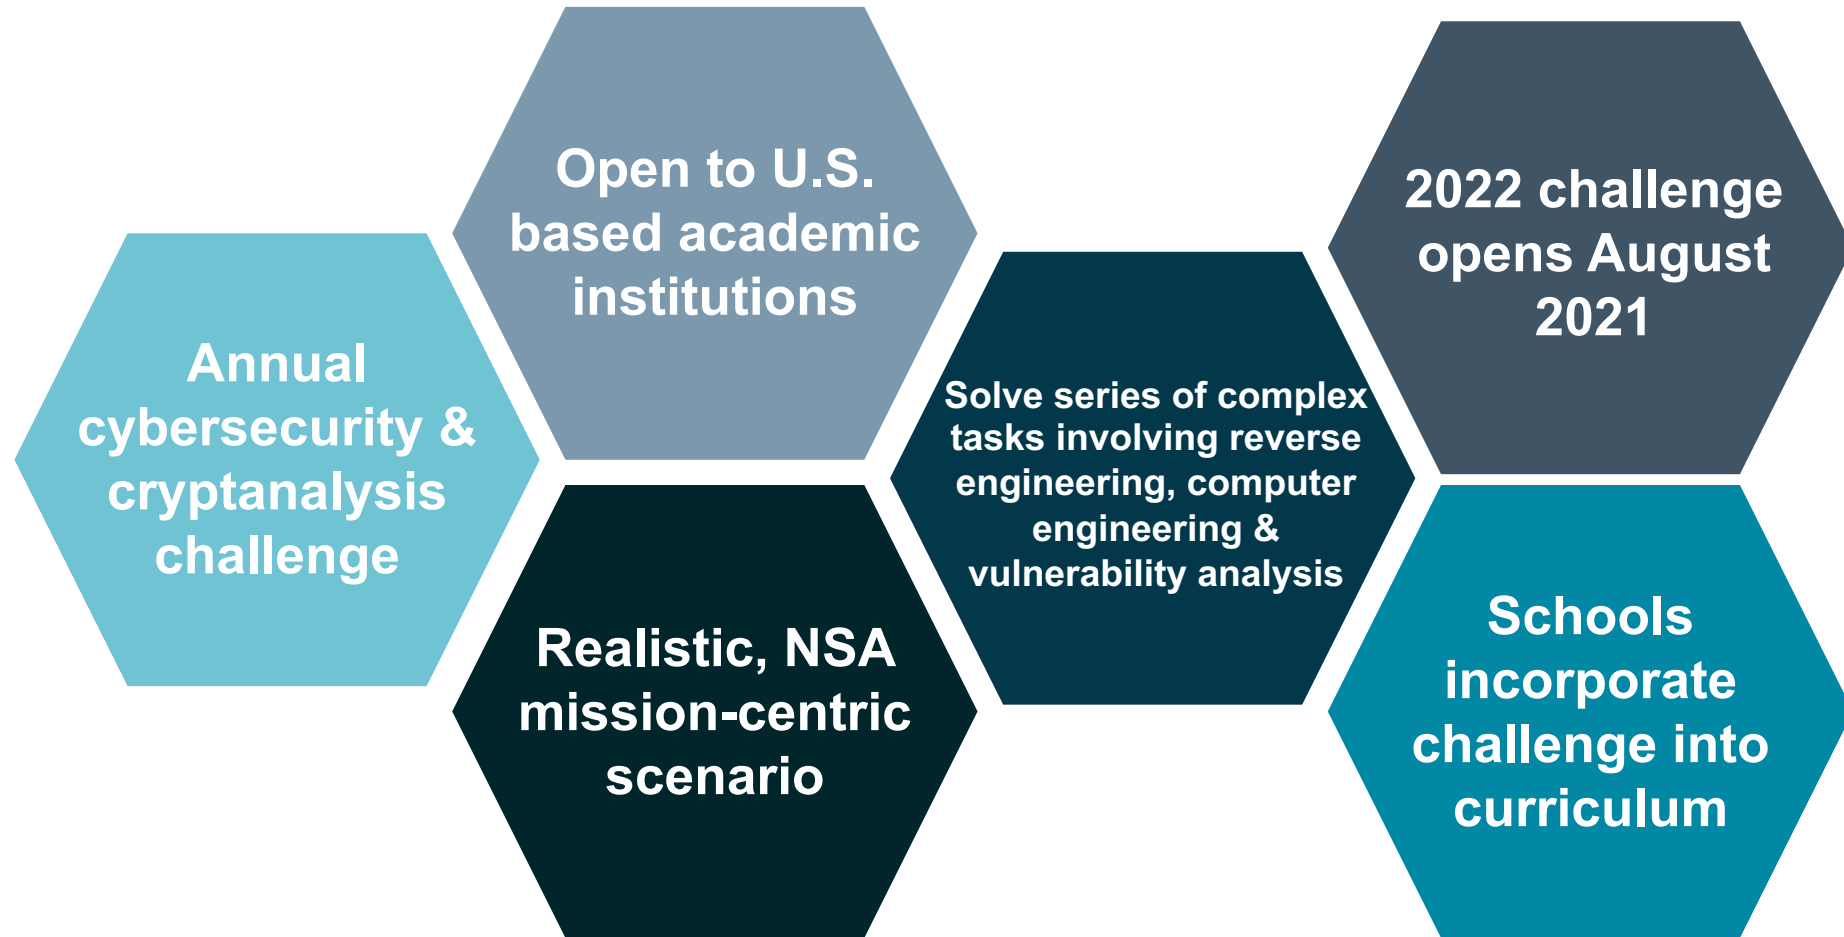 Annual
cybersecurity &
cryptanalysis
challenge
Open to U.S.
based academic
institutions
Realistic, NSA
mission-centric
scenario
Solve series of complex
tasks involving reverse
engineering, computer
engineering &
vulnerability analysis
2022 challenge
opens August
2021
Schools
incorporate
challenge into
curriculum